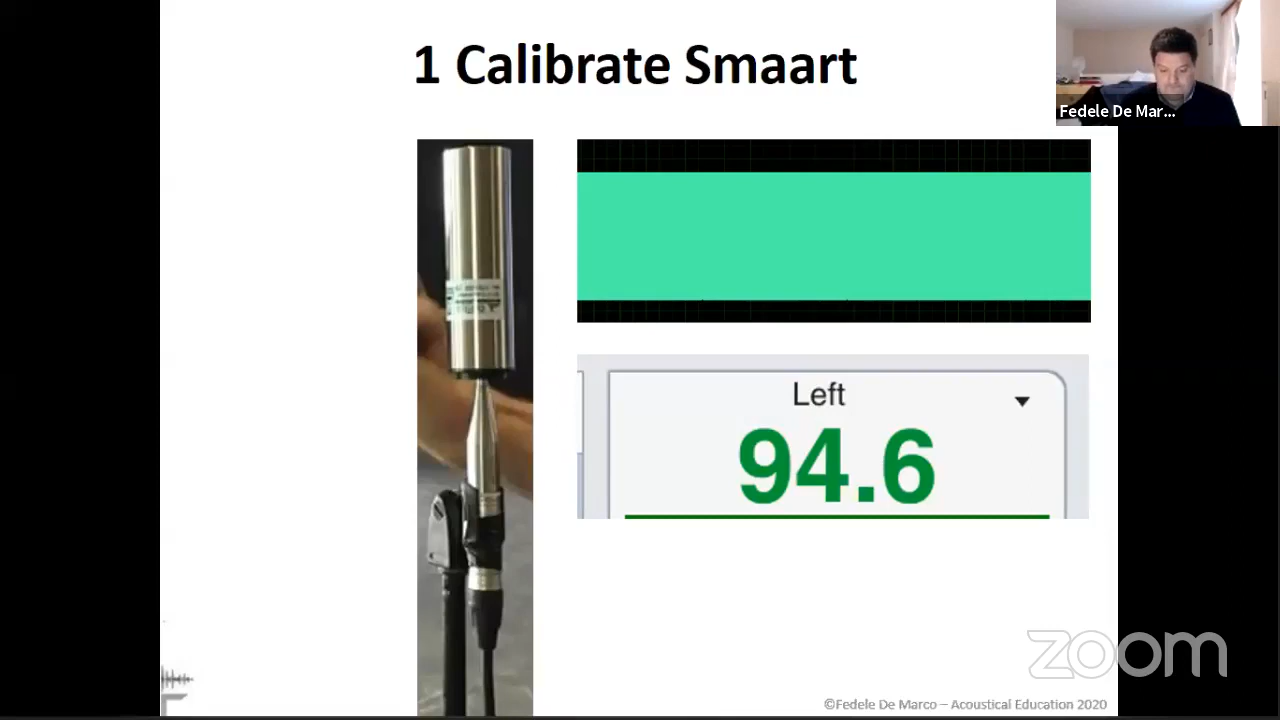 1 Calibrate Smaart
Fedele De Mar...
Left
94.6
zoom
©Fedele De Marco – Acoustical Education 2020